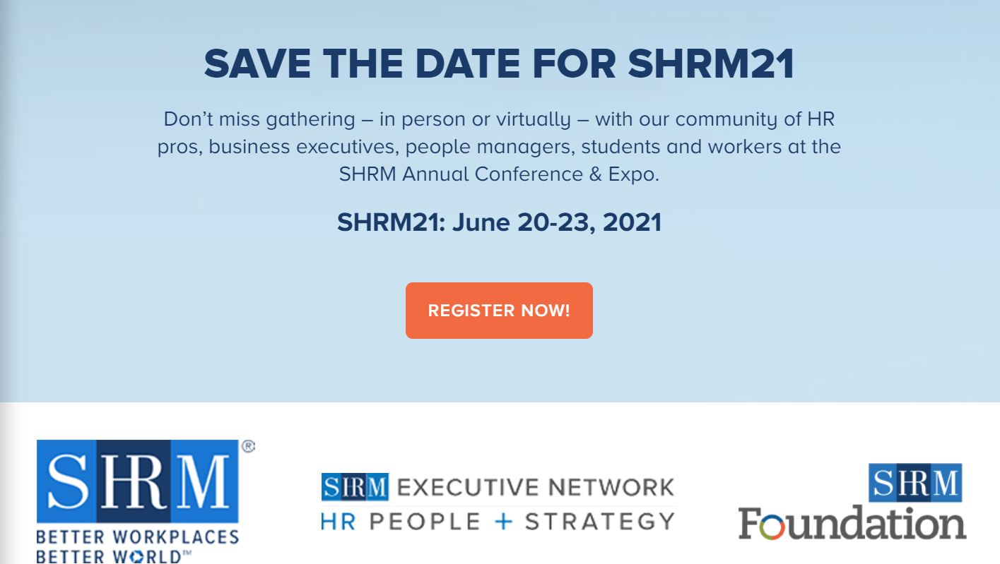 SAVE THE DATE FOR SHRM21
Don’t miss gathering – in person or virtually – with our community of HR
pros, business executives, people managers, students and workers at the
SHRM Annual Conference & Expo.
SHRM21: June 20-23, 2021
REGISTER NOW!
SHRM®
BETTER WORKPLACES
BETTER WORLD™
SHRM EXECUTIVE NETWORK
HR PEOPLE + STRATEGY
SHRM
Foundation